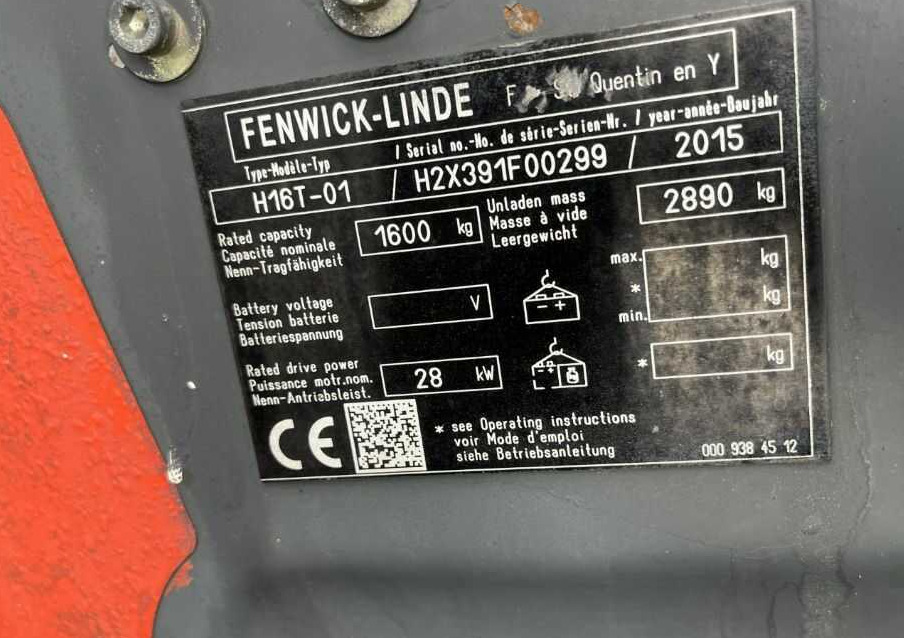 FENWICK-LINDE F Quentin en Y
Type-Modèle-Typ / Serial no.-No. de série-Serien-Nr. / year-année-Baujahr
H16T-01 / H2X391F00299 / 2015
Rated capacity
Capacité nominale
Nenn-Tragfähigkeit
1600 kg
Unladen mass
Masse à vide
Leergewicht
2890 kg
Battery voltage
Tension batterie
Batteriespannung
V
- +
max. kg
* kg
min.
Rated drive power
Puissance motr.nom.
Nenn-Antriebsleist.
28 kW
- +
* kg
CE
* see Operating instructions
voir Mode d'emploi
siehe Betriebsanleitung
000 938 45 12